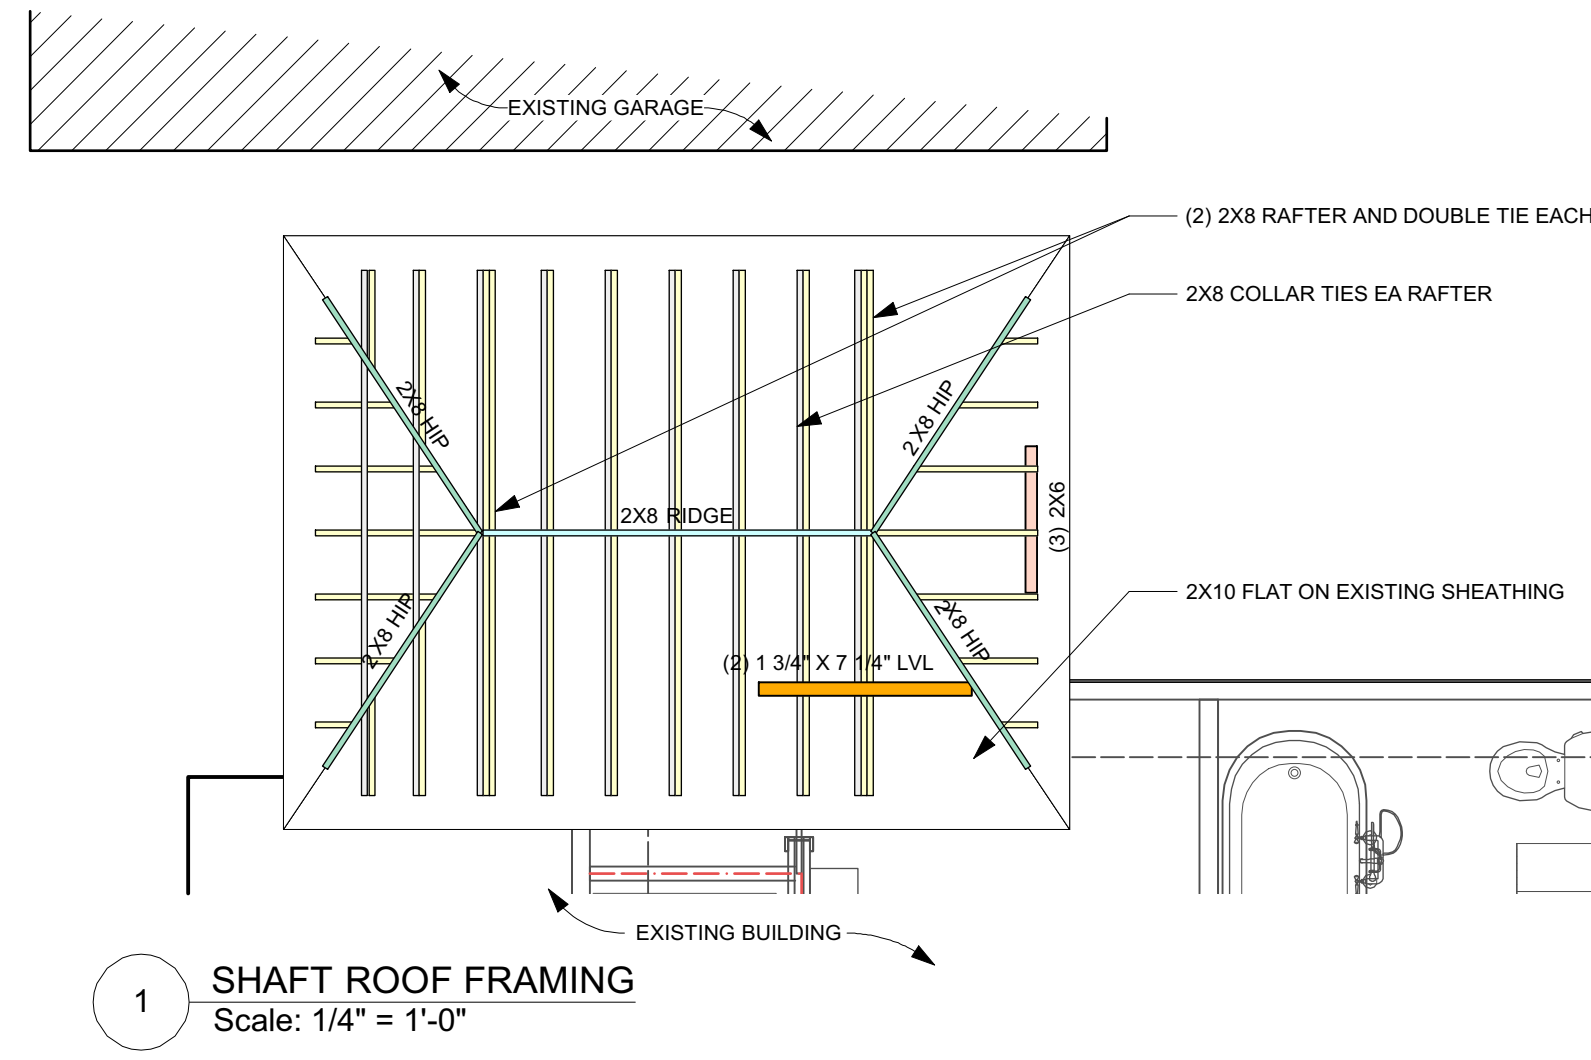 EXISTING GARAGE
(2) 2X8 RAFTER AND DOUBLE TIE EACH
2X8 COLLAR TIES EA RAFTER
2X8 HIP
2X8 HIP
(3) 2X6
2X8 RIDGE
2X10 FLAT ON EXISTING SHEATHING
2X8 HIP
2X8 HIP
(2) 1 3/4" X 7 1/4" LVL
EXISTING BUILDING
1
SHAFT ROOF FRAMING
Scale: 1/4" = 1'-0"